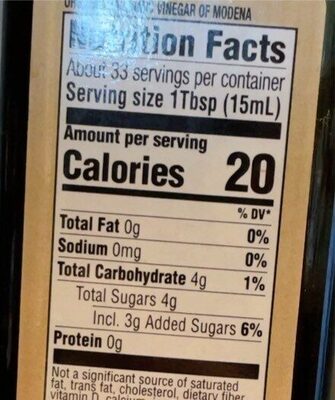 VINEGAR OF MODENA
Nutrition Facts
About 33 servings per container
Serving size 1Tbsp (15mL)
Amount per serving
Calories 20
% DV*
Total Fat 0g 0%
Sodium 0mg 0%
Total Carbohydrate 4g 1%
Total Sugars 4g
Incl. 3g Added Sugars 6%
Protein 0g
Not a significant source of saturated
fat, trans fat, cholesterol, dietary fiber,
vitamin D, calcium